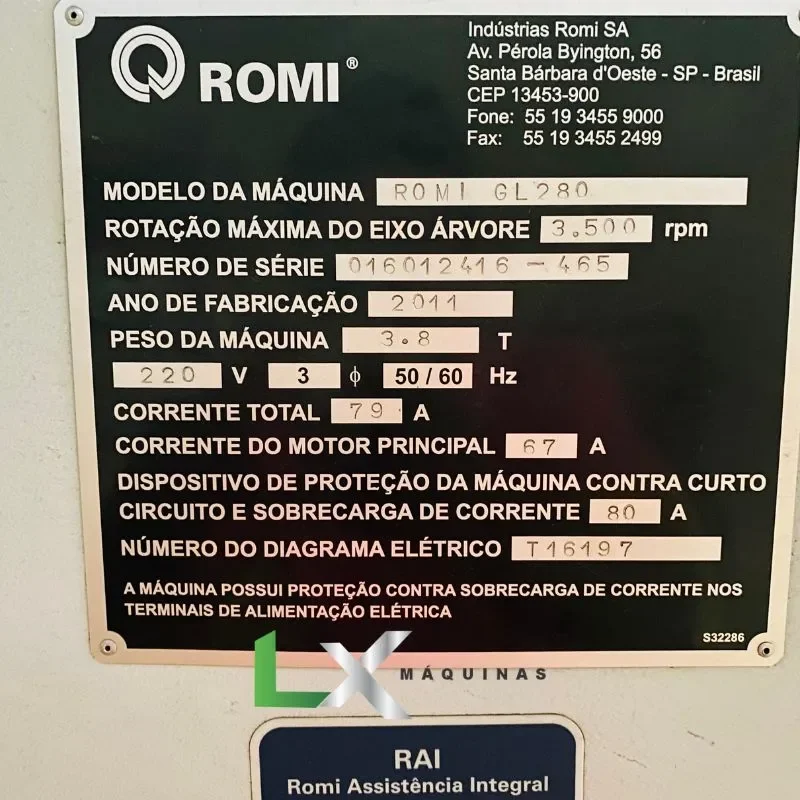 Indústrias Romi SA
Av. Pérola Byington, 56
Santa Bárbara d'Oeste - SP - Brasil
CEP 13453-900
Fone: 55 19 3455 9000
Fax: 55 19 3455 2499
ROMI®
MODELO DA MÁQUINA ROMI GL280
ROTAÇÃO MÁXIMA DO EIXO ÁRVORE 3.500 rpm
NÚMERO DE SÉRIE 016012416-465
ANO DE FABRICAÇÃO 2011
PESO DA MÁQUINA 3.8 T
220 V 3 ϕ 50 / 60 Hz
CORRENTE TOTAL 79 A
CORRENTE DO MOTOR PRINCIPAL 67 A
DISPOSITIVO DE PROTEÇÃO DA MÁQUINA CONTRA CURTO
CIRCUITO E SOBRECARGA DE CORRENTE 80 A
NÚMERO DO DIAGRAMA ELÉTRICO T16197
A MÁQUINA POSSUI PROTEÇÃO CONTRA SOBRECARGA DE CORRENTE NOS
TERMINAIS DE ALIMENTAÇÃO ELÉTRICA
S32286
LX MÁQUINAS
RAI
Romi Assistência Integral